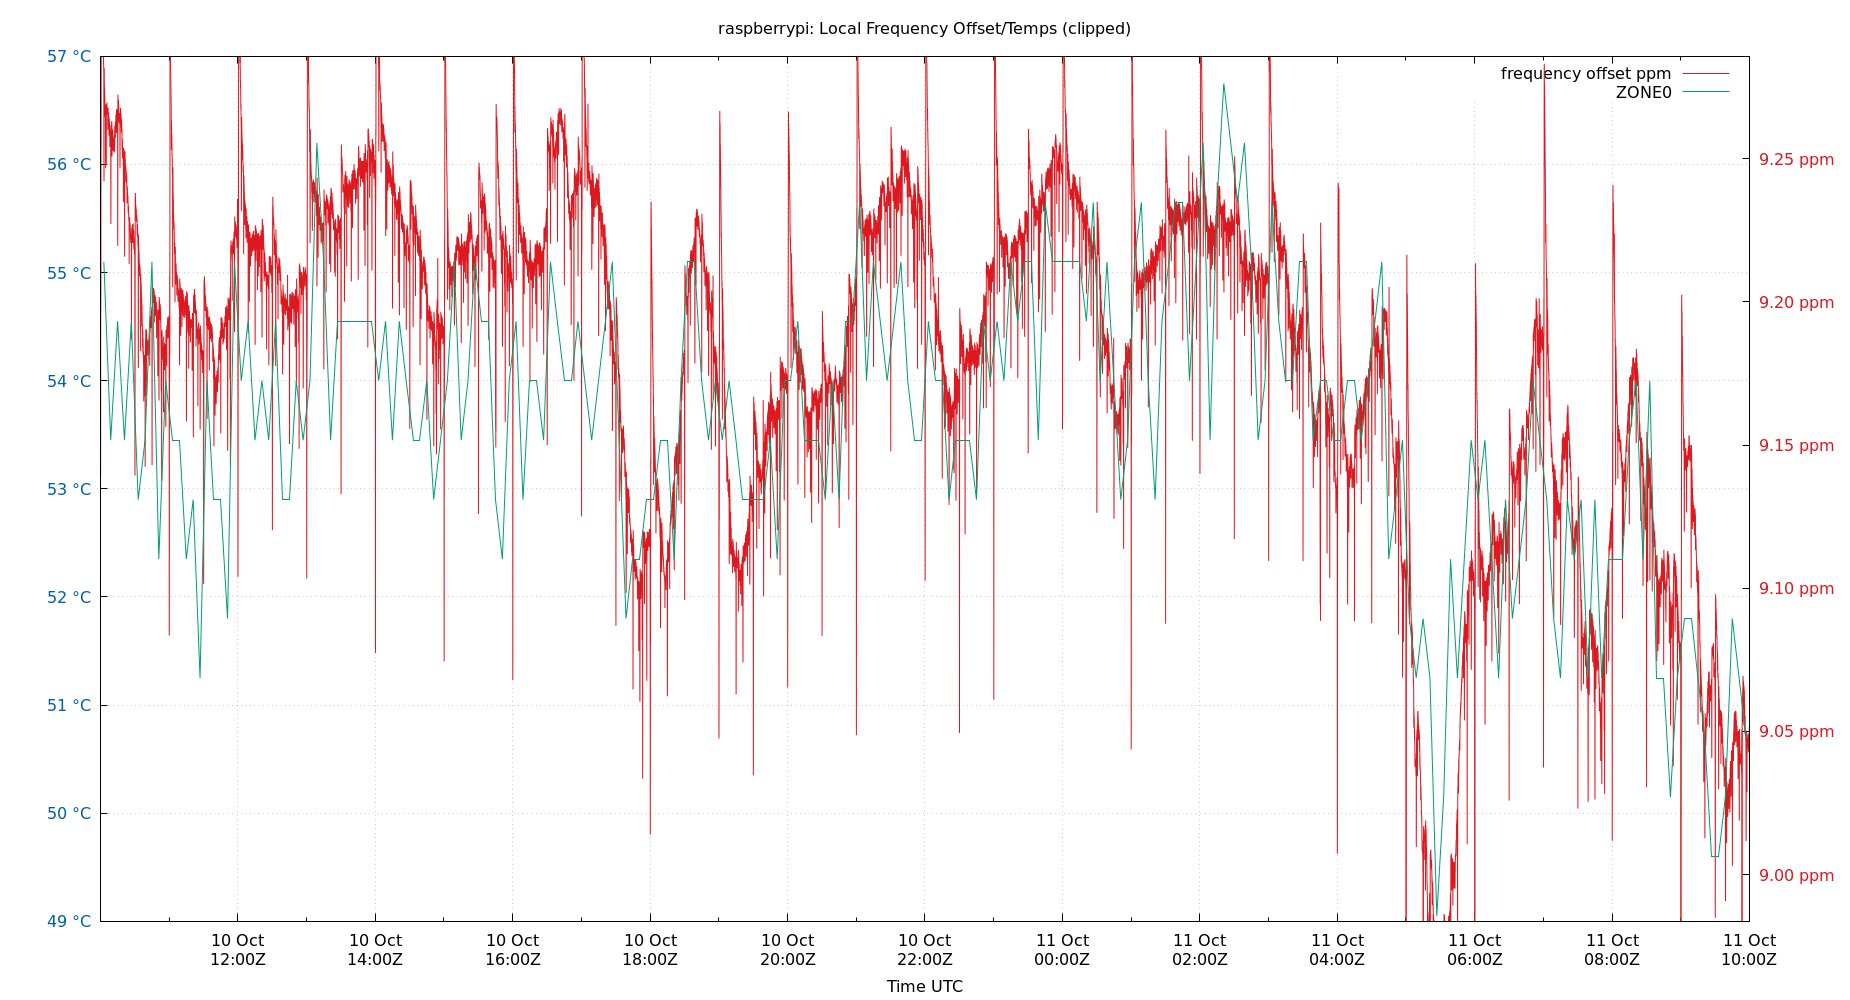 raspberrypi: Local Frequency Offset/Temps (clipped)
frequency offset ppm
ZONE0
57 °C
56 °C
55 °C
54 °C
53 °C
52 °C
51 °C
50 °C
49 °C
9.25 ppm
9.20 ppm
9.15 ppm
9.10 ppm
9.05 ppm
9.00 ppm
10 Oct
12:00Z
10 Oct
14:00Z
10 Oct
16:00Z
10 Oct
18:00Z
10 Oct
20:00Z
10 Oct
22:00Z
11 Oct
00:00Z
11 Oct
02:00Z
11 Oct
04:00Z
11 Oct
06:00Z
11 Oct
08:00Z
11 Oct
10:00Z
Time UTC